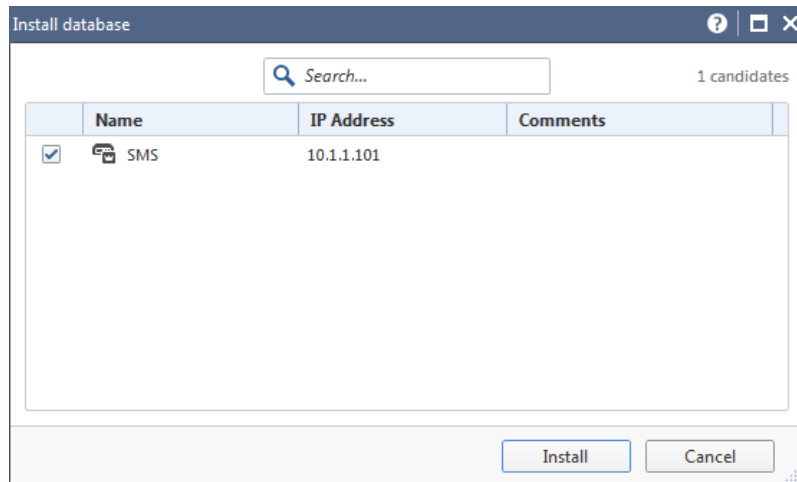 Install database
Search...
1 candidates
Name IP Address Comments
SMS 10.1.1.101
Install Cancel